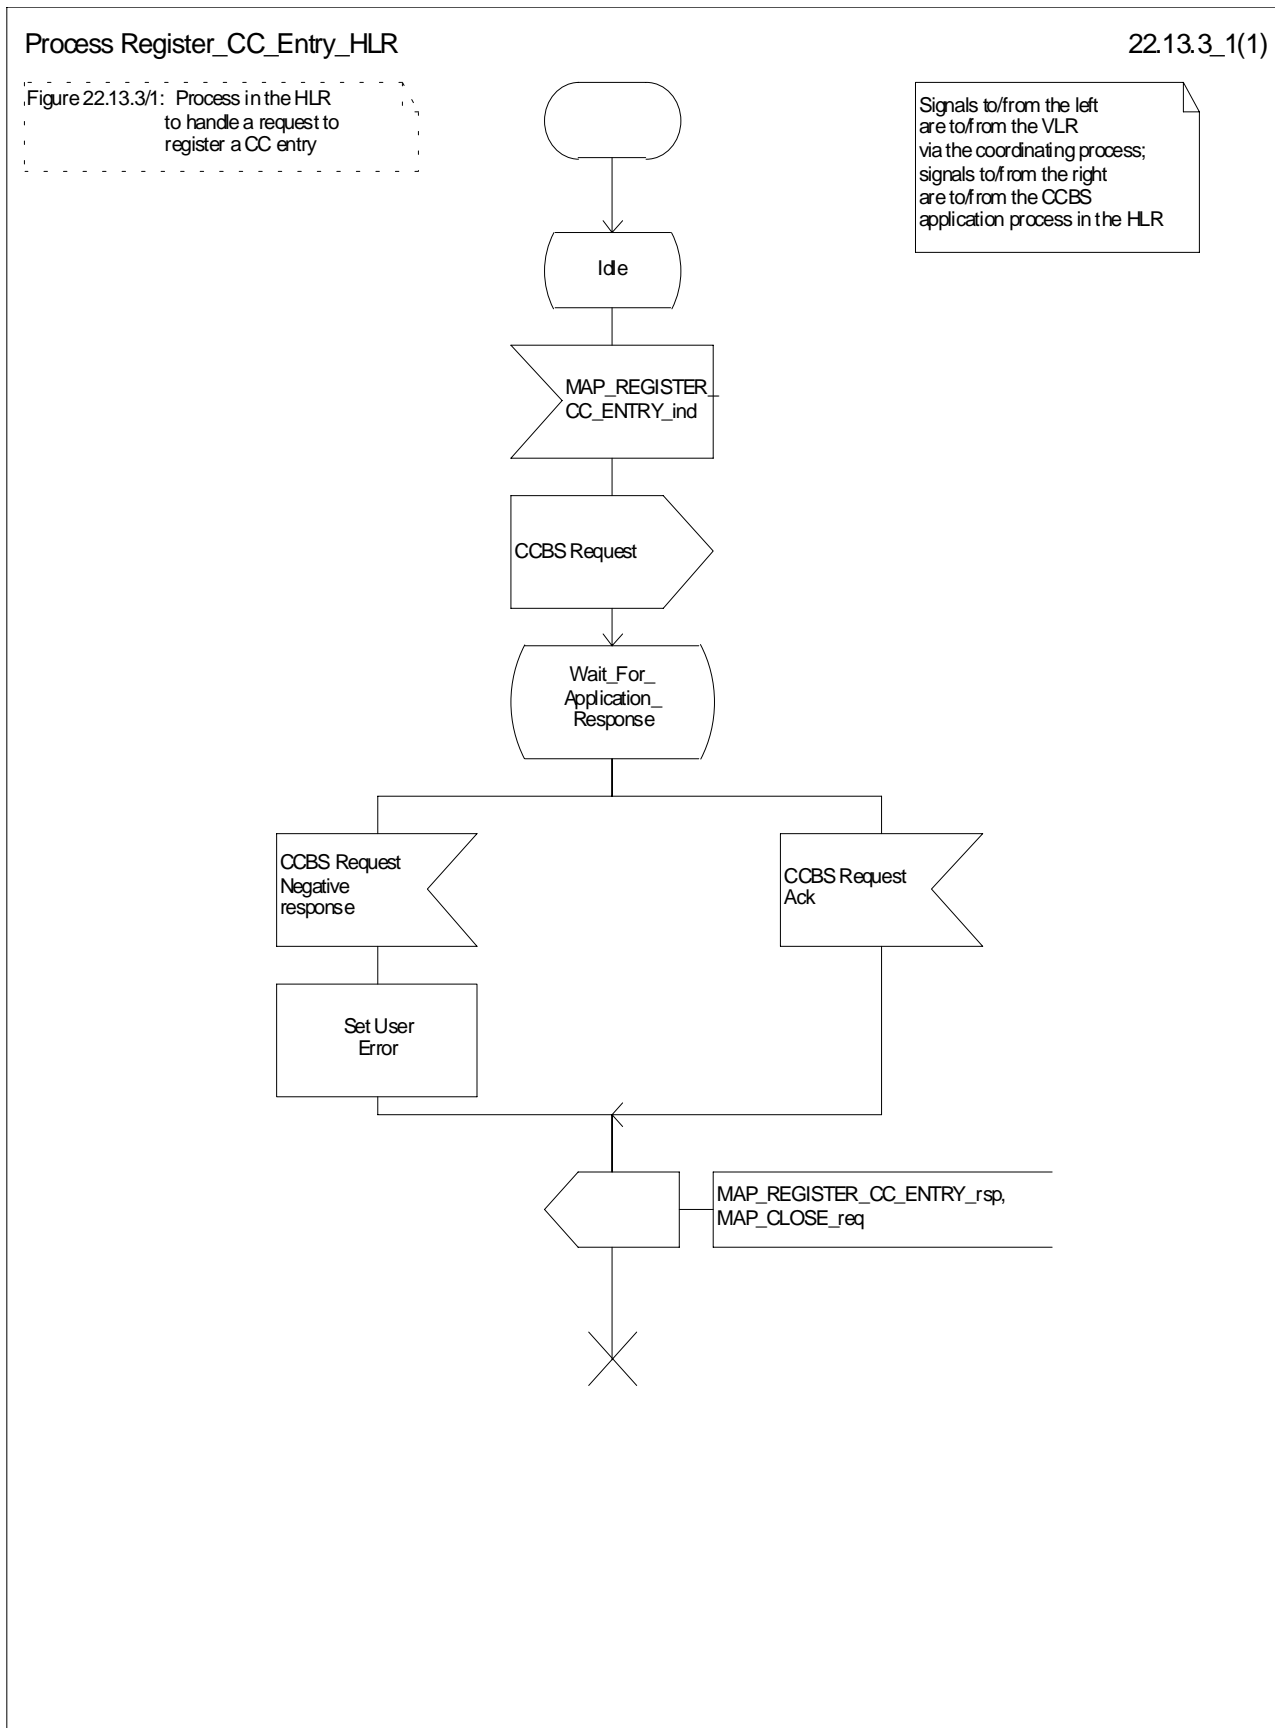 Process Register_CC_Entry_HLR
22.13.3_1(1)
Figure 22.13.3/1: Process in the HLR
to handle a request to
register a CC entry
Signals to/from the left
are to/from the VLR
via the coordinating process;
signals to/from the right
are to/from the CCBS
application process in the HLR
Idle
MAP_REGISTER_
CC_ENTRY_ind
CCBS Request
Wait_For_
Application_
Response
CCBS Request
Negative
response
CCBS Request
Ack
Set User
Error
MAP_REGISTER_CC_ENTRY_rsp,
MAP_CLOSE_req